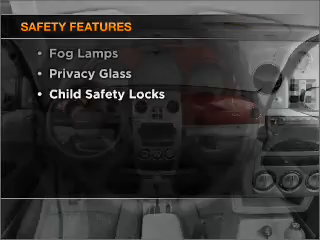 SAFETY FEATURES
• Fog Lamps
• Privacy Glass
• Child Safety Locks